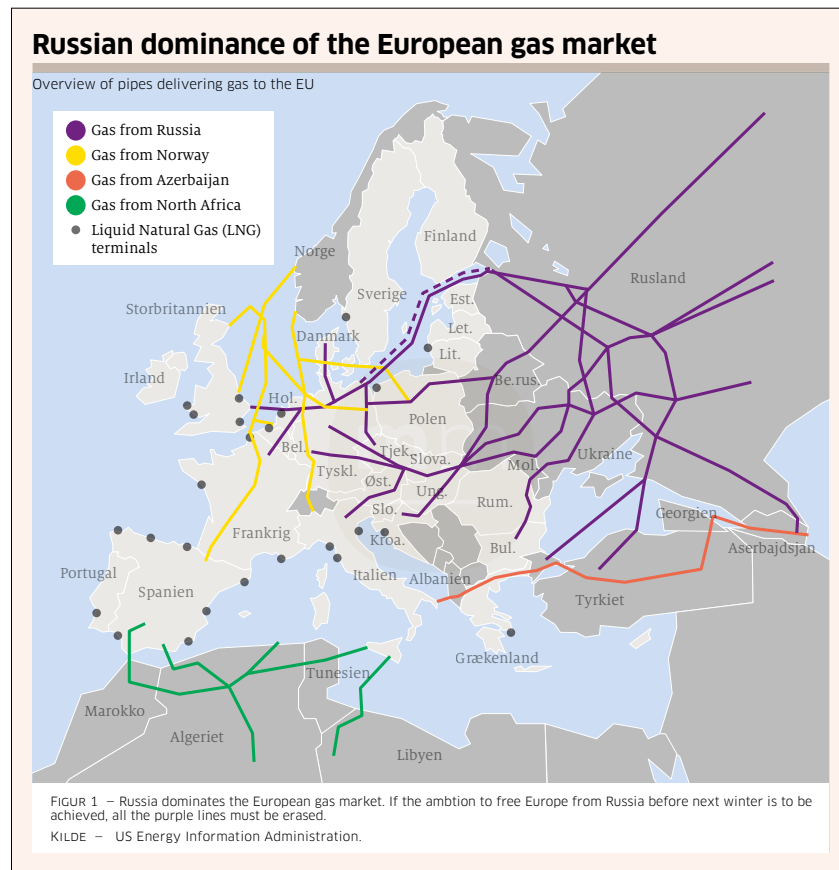 Russian dominance of the European gas market
Overview of pipes delivering gas to the EU
Gas from Russia
Gas from Norway
Gas from Azerbaijan
Gas from North Africa
Liquid Natural Gas (LNG)
terminals
Finland
Norge
Rusland
Sverige
Est.
Storbritannien
Let.
Danmark
Lit.
Irland
Be.rus.
Hol.
Polen
Bel.
Tjek.
Slova.
Ukraine
Tyskl.
Mol.
Øst.
Ung.
Slo.
Rum.
Georgien
Frankrig
Kroa.
Bul.
Aserbajdsjan
Portugal
Spanien
Italien
Albanien
Tyrkiet
Grækenland
Tunesien
Marokko
Algeriet
Libyen
FIGUR 1 – Russia dominates the European gas market. If the ambtion to free Europe from Russia before next winter is to be
achieved, all the purple lines must be erased.
KILDE – US Energy Information Administration.